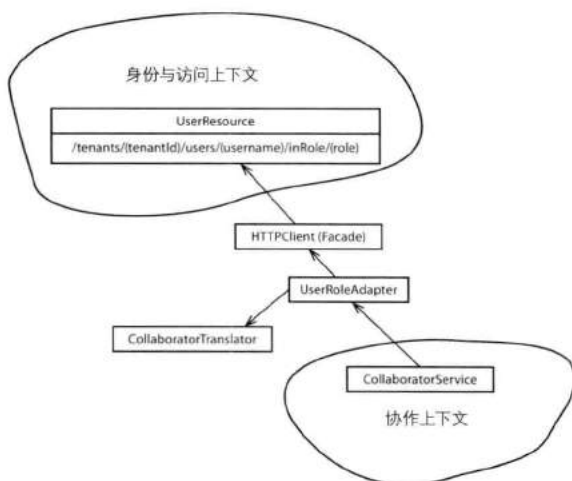 身份与访问上下文
UserResource
/tenants/{tenantId}/users/{username}/inRole/{role}
HTTPClient (Facade)
UserRoleAdapter
CollaboratorTranslator
CollaboratorService
协作上下文